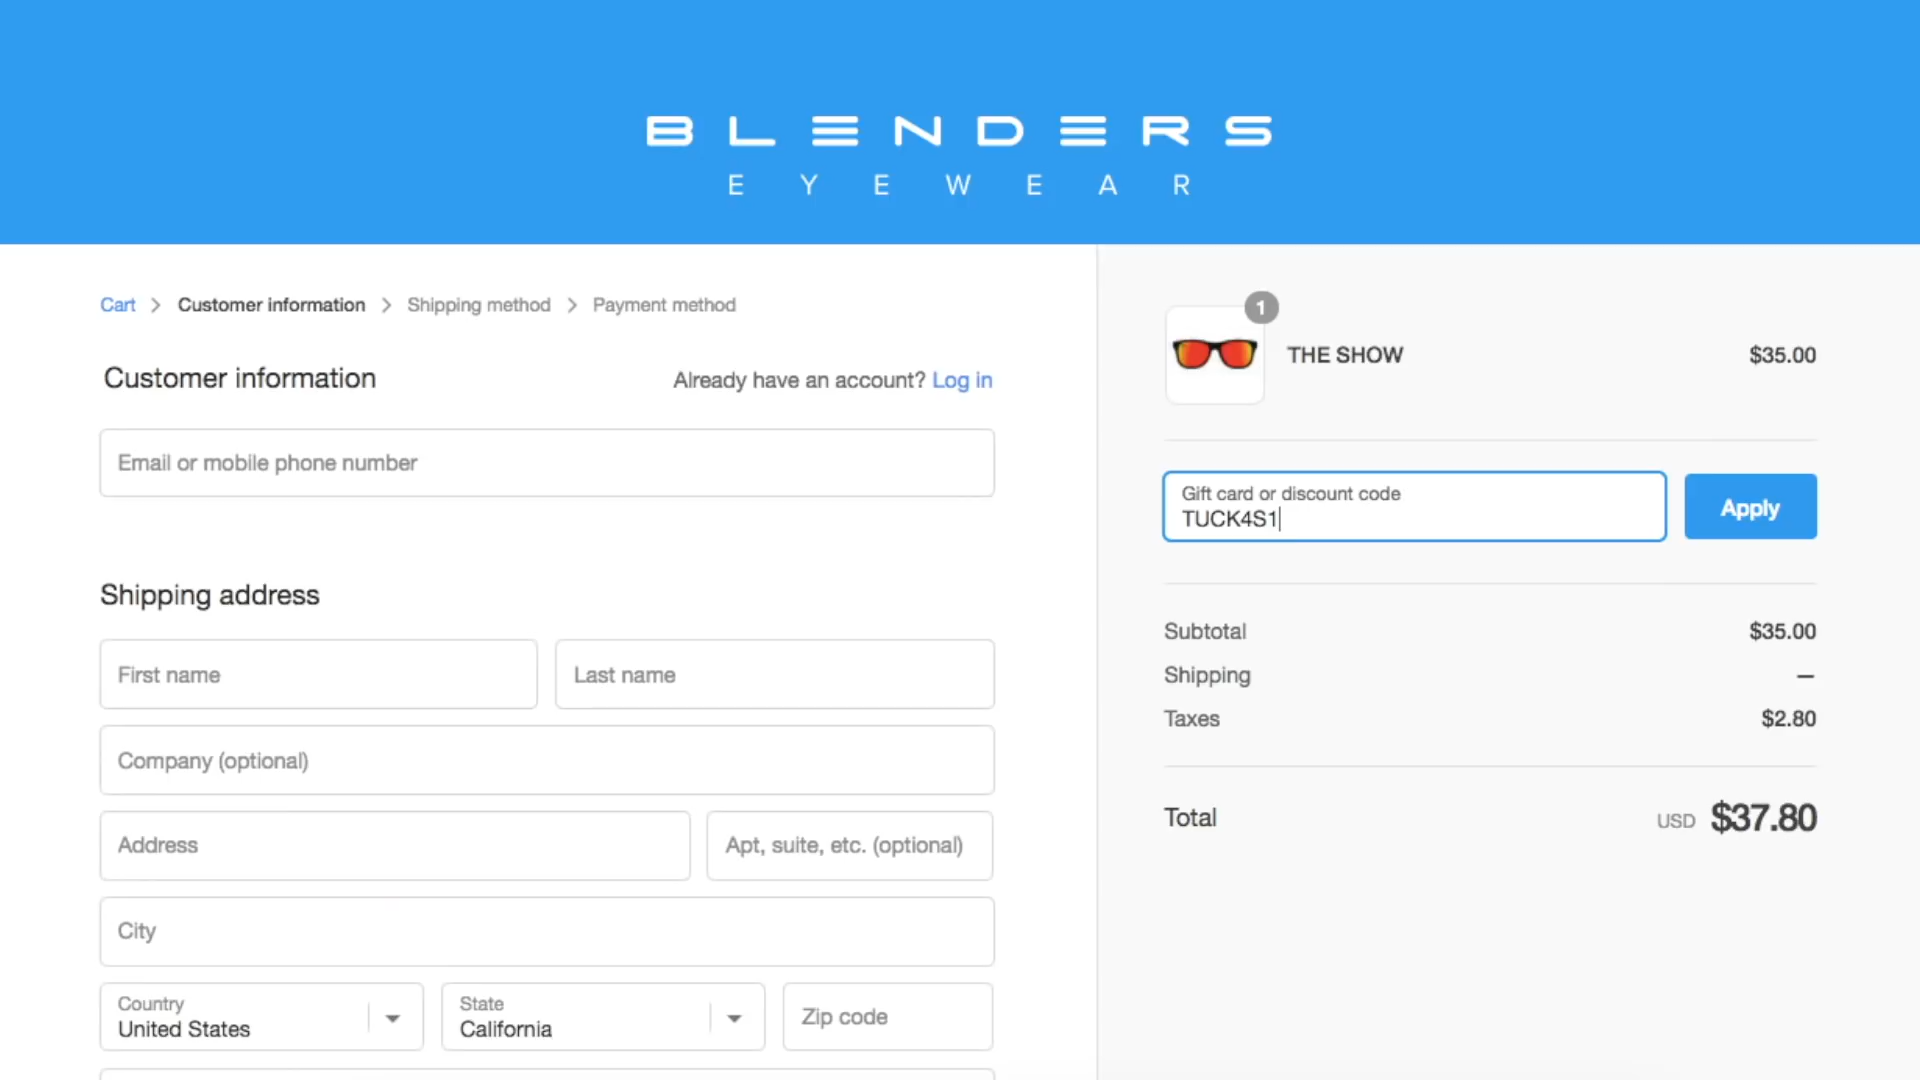 BLENDERS
EYEWEAR
Cart > Customer information > Shipping method > Payment method
Customer information
Already have an account? Log in
Email or mobile phone number
Shipping address
First name
Last name
Company (optional)
Address
Apt, suite, etc. (optional)
City
Country
United States
State
California
Zip code
1
THE SHOW
$35.00
Gift card or discount code
TUCK4S1
Apply
Subtotal
$35.00
Shipping
—
Taxes
$2.80
Total
USD $37.80